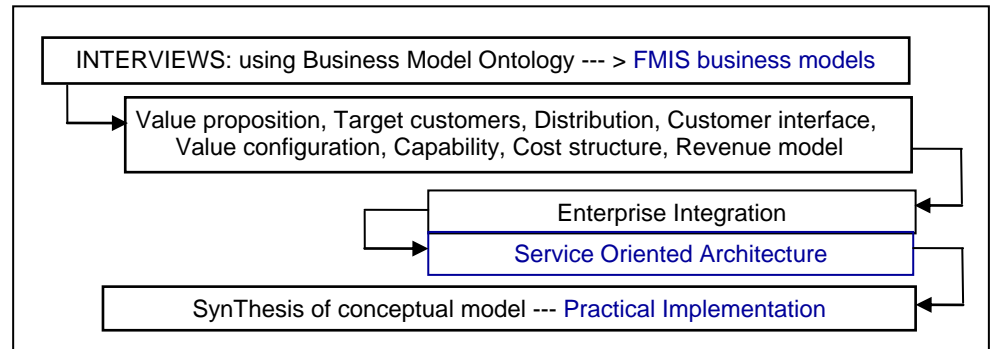 INTERVIEWS: using Business Model Ontology --- > FMIS business models
Value proposition, Target customers, Distribution, Customer interface,
Value configuration, Capability, Cost structure, Revenue model
Enterprise Integration
Service Oriented Architecture
SynThesis of conceptual model --- Practical Implementation